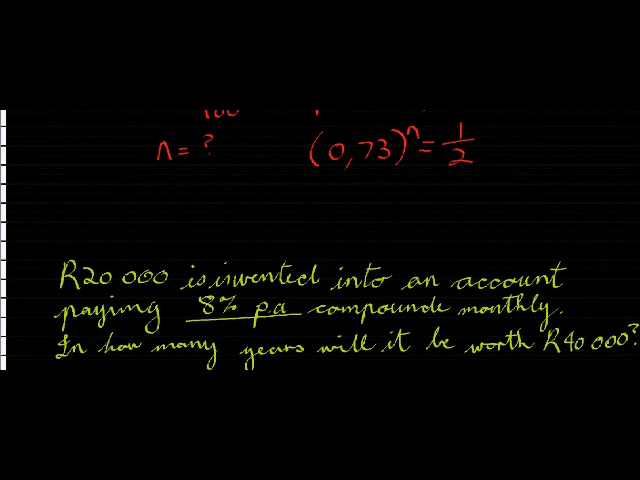 100
n = ? (0,73)^n = 1/2
R20 000 is invented into an account
paying 8% p.a compounde monthly.
In how many years will it be worth R40 000?